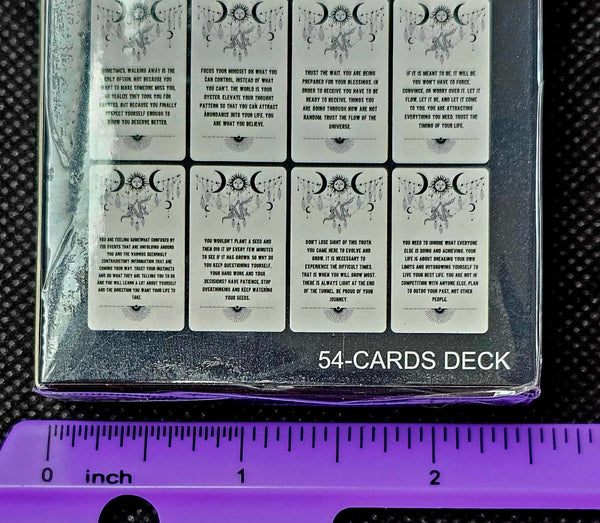 SOMETIMES, WALKING AWAY IS THE
ONLY OPTION. NOT BECAUSE YOU
WANT TO MAKE SOMEONE MISS YOU,
REALIZE THEY TOOK YOU FOR
BUT BECAUSE YOU FINALLY
RESPECT YOURSELF ENOUGH TO
KNOW YOU DESERVE BETTER.
FOCUS YOUR MINDSET ON WHAT YOU
CAN CONTROL, INSTEAD OF WHAT
YOU CAN'T. THE WORLD IS YOUR
OYSTER. ELEVATE YOUR THOUGHT
PATTERNS SO THAT YOU CAN ATTRACT
ABUNDANCE INTO YOUR LIFE. YOU
ARE WHAT YOU BELIEVE.
TRUST THE WAIT. YOU ARE BEING
PREPARED FOR YOUR BLESSINGS. IN
ORDER TO RECEIVE YOU HAVE TO BE
READY TO RECEIVE. THINGS YOU
ARE GOING THROUGH NOW ARE NOT
RANDOM. TRUST THE FLOW OF THE
UNIVERSE.
IF IT IS MEANT TO BE, IT WILL BE.
YOU WON'T HAVE TO FORCE,
CONVINCE, OR WORRY OVER IT. LET IT
FLOW, LET IT BE, AND LET IT COME
TO YOU. YOU ARE ATTRACTING
EVERYTHING YOU NEED. TRUST THE
TIMING OF YOUR LIFE.
YOU ARE FEELING SOMEWHAT CONFUSED BY
THE EVENTS THAT ARE UNFOLDING AROUND
YOU AND THE VARIOUS SEEMINGLY
CONTRADICTORY INFORMATION THAT ARE
COMING YOUR WAY. TRUST YOUR INSTINCTS
AND DO WHAT THEY ARE TELLING YOU TO DO
AND YOU WILL LEARN A LOT ABOUT YOURSELF
AND THE DIRECTION YOU WANT YOUR LIFE TO
TAKE.
YOU WOULDN'T PLANT A SEED AND
THEN DIG IT UP EVERY FEW MINUTES
TO SEE IF IT HAS GROWN. SO WHY DO
YOU KEEP QUESTIONING YOURSELF,
YOUR HARD WORK AND YOUR
DECISIONS? HAVE PATIENCE, STOP
OVERTHINKING AND KEEP WATERING
YOUR SEEDS.
DON'T LOSE SIGHT OF THIS TRUTH
YOU CAME HERE TO EVOLVE AND
GROW. IT IS NECESSARY TO
EXPERIENCE THE DIFFICULT TIMES.
THAT IS WHEN YOU WILL GROW MOST.
THERE IS ALWAYS LIGHT AT THE END
OF THE TUNNEL. BE PROUD OF YOUR
JOURNEY.
YOU NEED TO IGNORE WHAT EVERYONE ELSE
IS DOING AND ACHIEVING. YOUR LIFE
IS ABOUT BREAKING YOUR OWN
LIMITS AND OUTGROWING YOURSELF TO
LIVE YOUR BEST LIFE. YOU ARE NOT IN
COMPETITION WITH ANYONE ELSE. PLAN
TO OUTDO YOUR PAST, NOT OTHER
PEOPLE.
54-CARDS DECK
0 inch 1 2